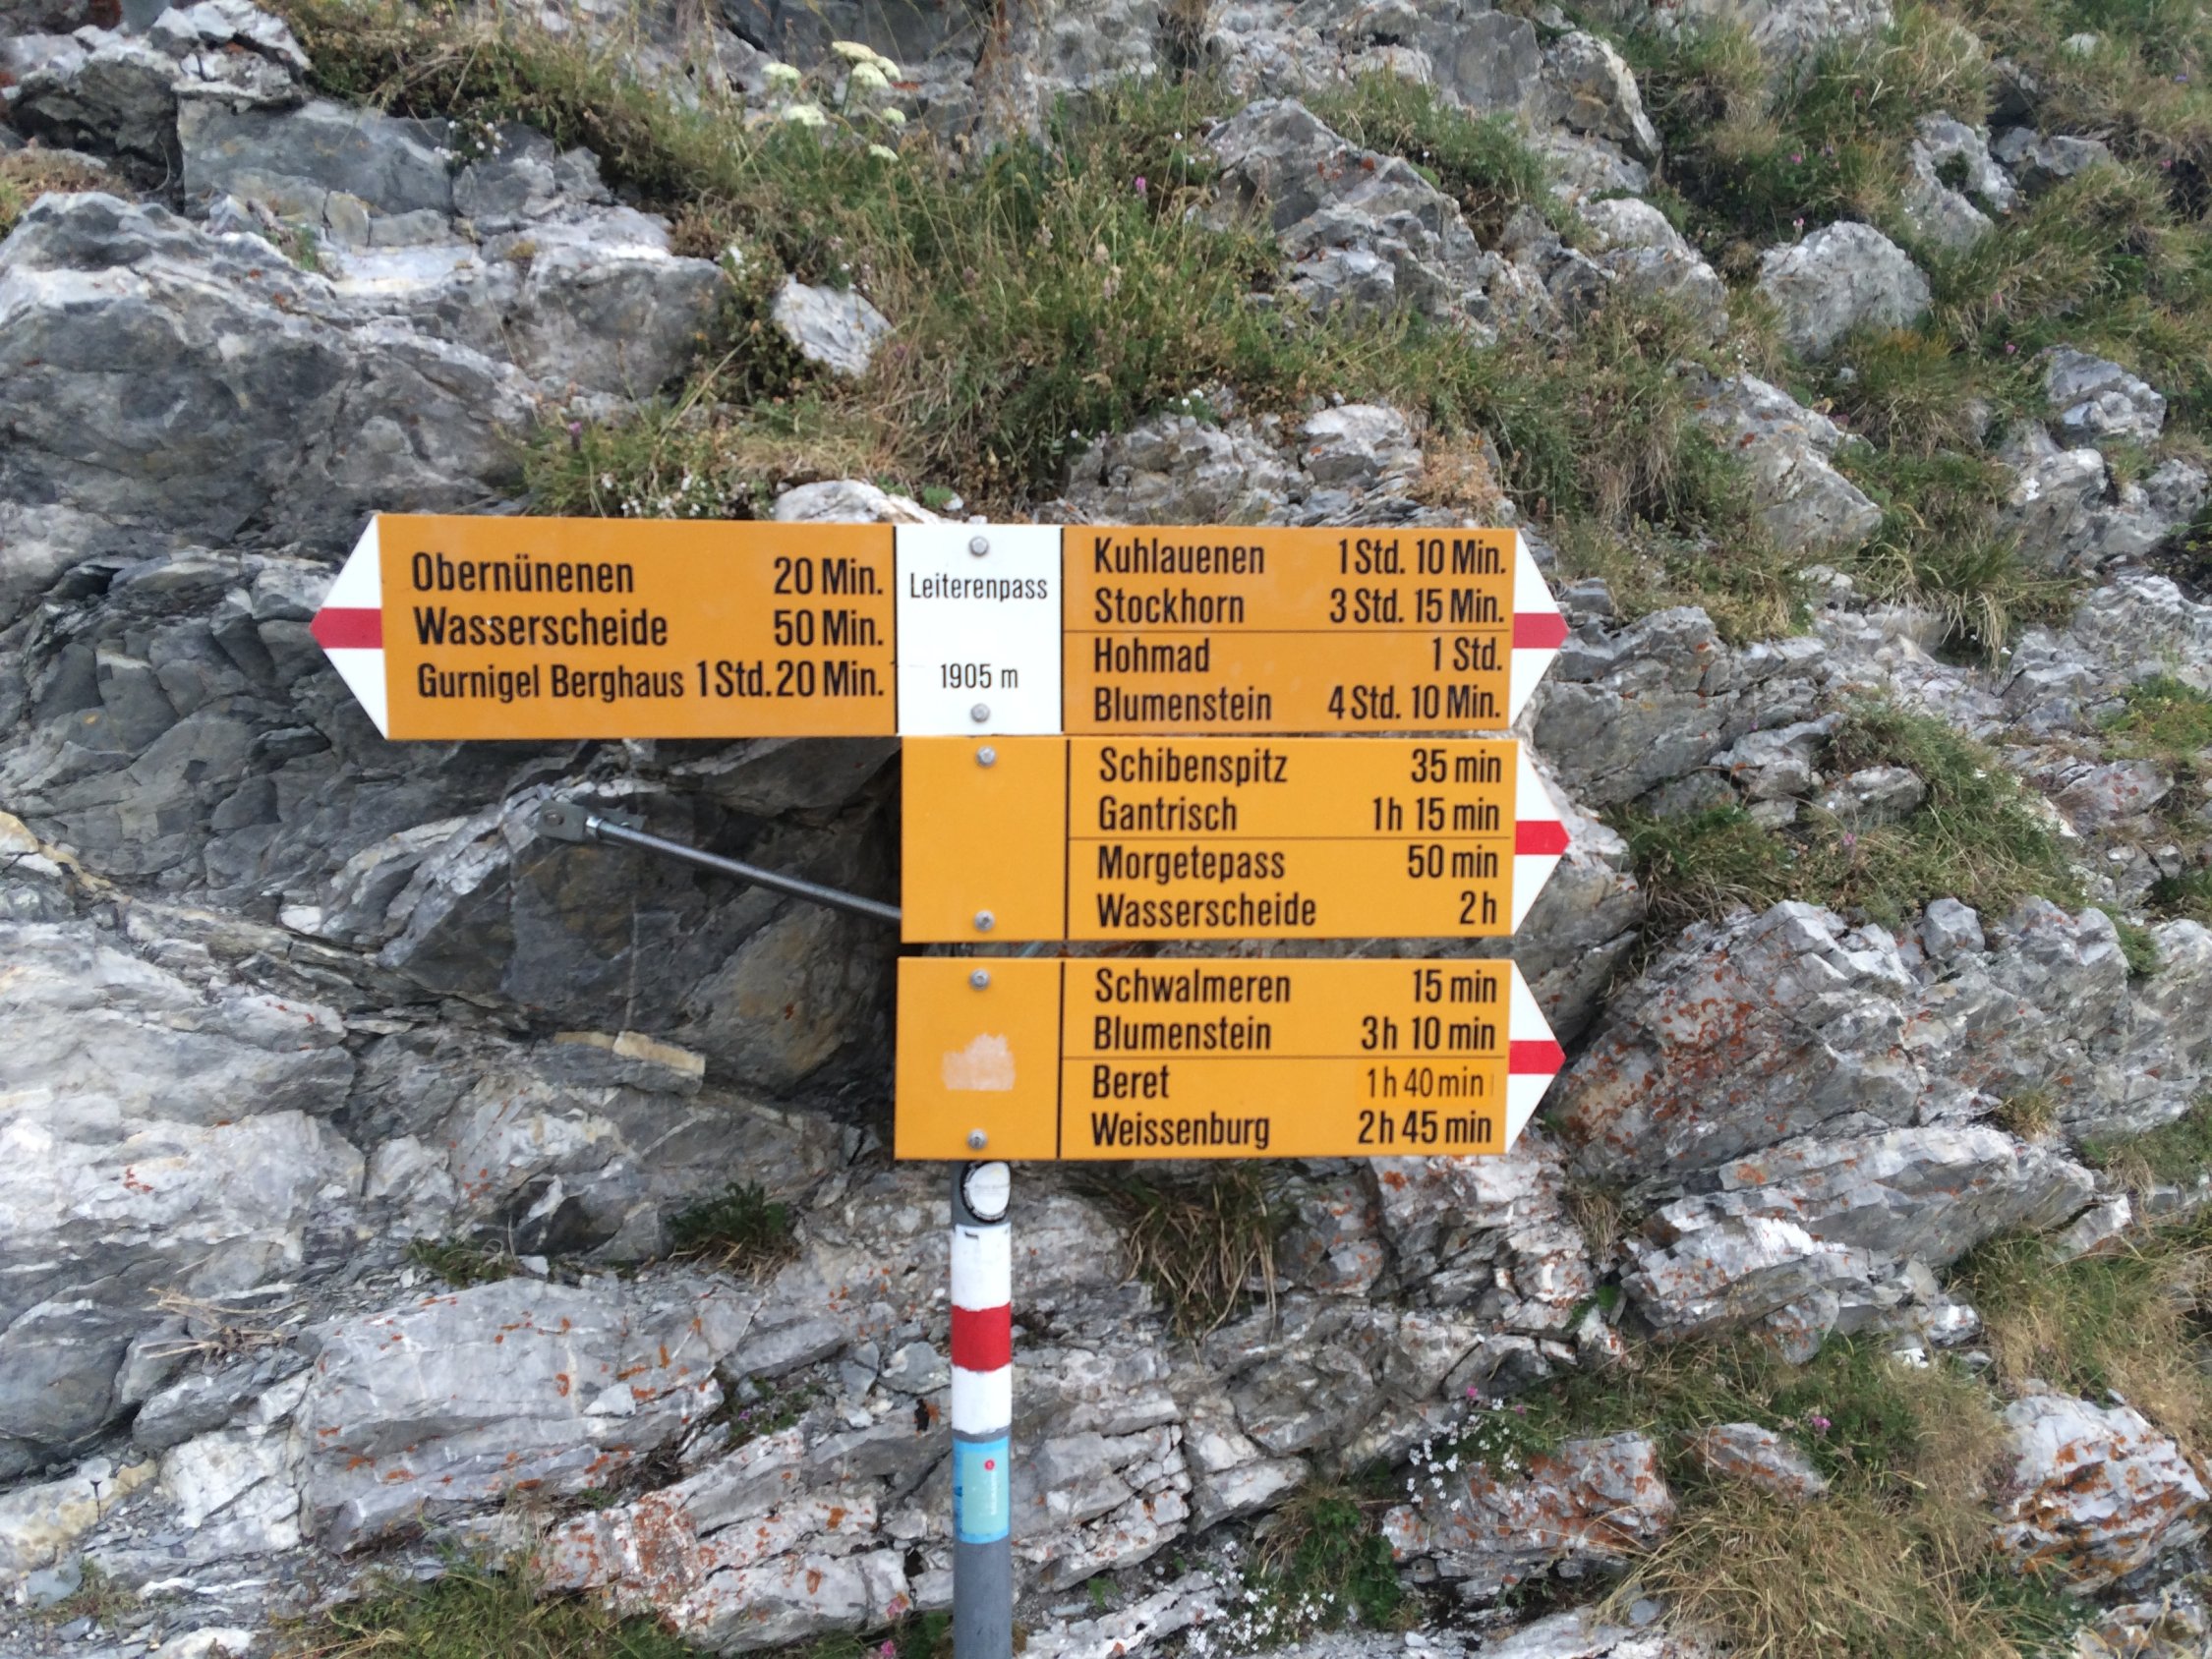 Obernünenen 20 Min.
Wasserscheide 50 Min.
Gurnigel Berghaus 1 Std. 20 Min.
Leiterenpass
1905 m
Kuhlauenen 1 Std. 10 Min.
Stockhorn 3 Std. 15 Min.
Hohmad 1 Std.
Blumenstein 4 Std. 10 Min.
Schibenspitz 35 min
Gantrisch 1h 15 min
Morgetepass 50 min
Wasserscheide 2h
Schwalmeren 15 min
Blumenstein 3h 10 min
Beret 1h 40 min
Weissenburg 2h 45 min